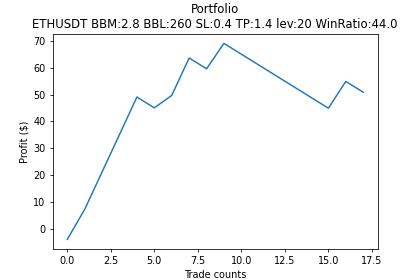 Portfolio
ETHUSDT BBM:2.8 BBL:260 SL:0.4 TP:1.4 lev:20 WinRatio:44.0
70
60
50
40
30
20
10
0
Profit ($)
0.0 2.5 5.0 7.5 10.0 12.5 15.0 17.5
Trade counts